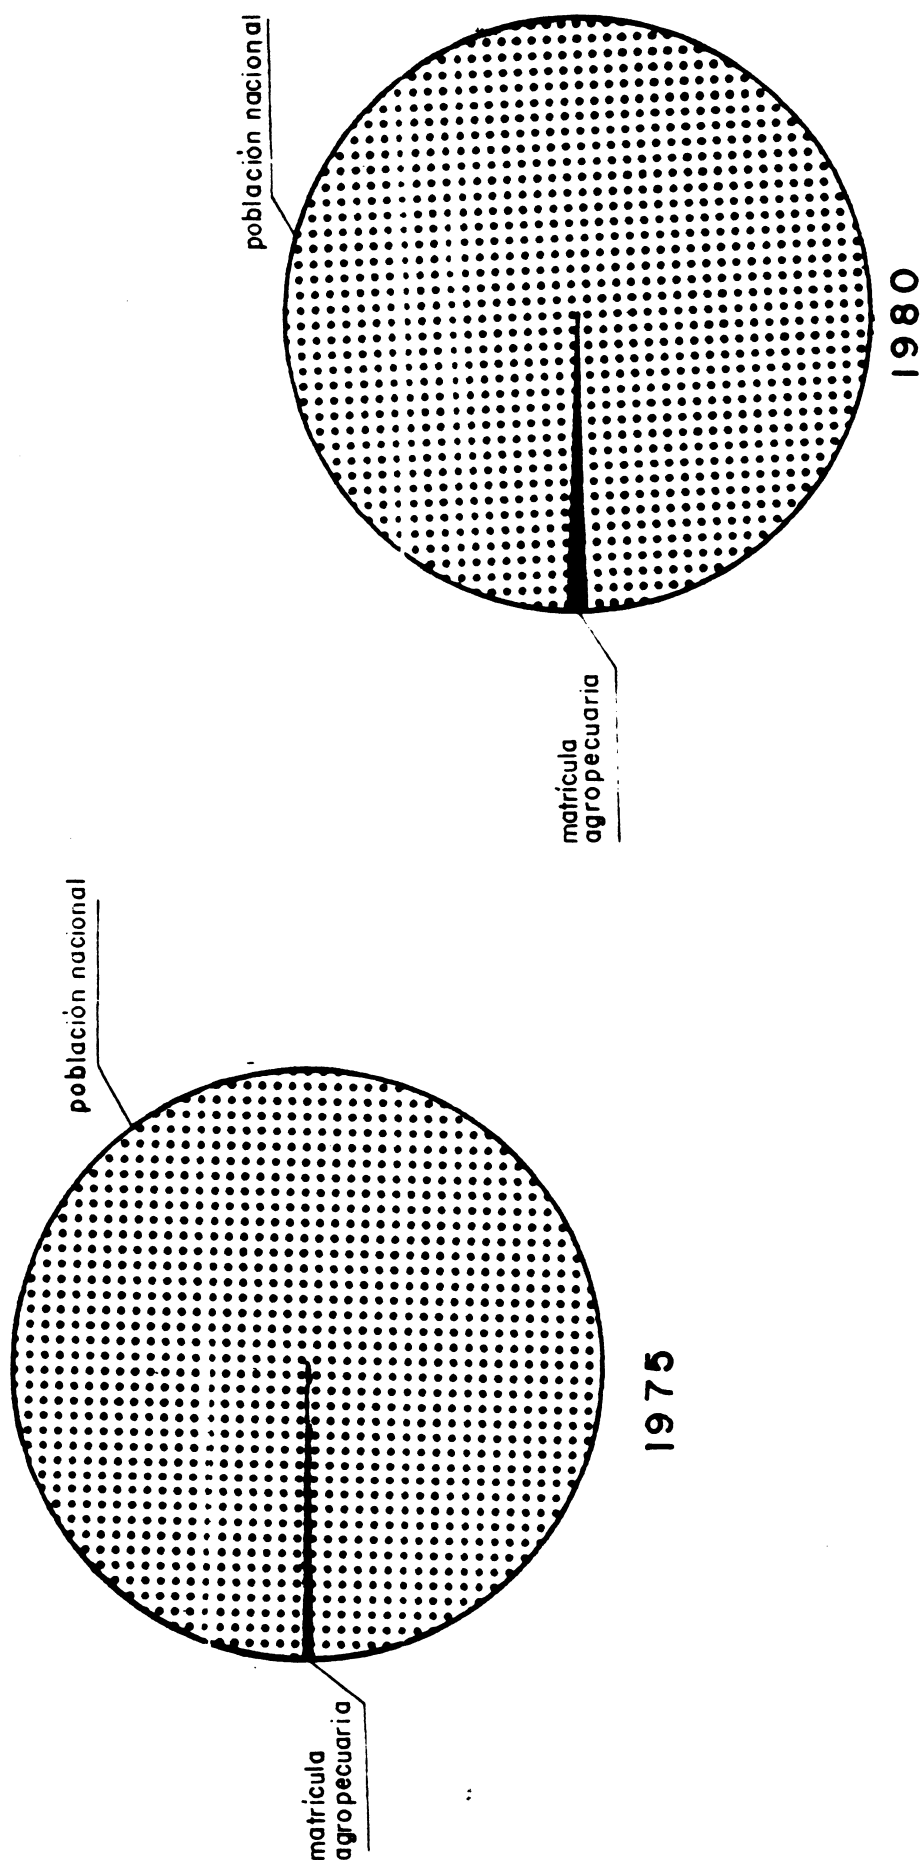 población nacional
matrícula
agropecuaria
1975
población nacional
matrícula
agropecuaria
1980